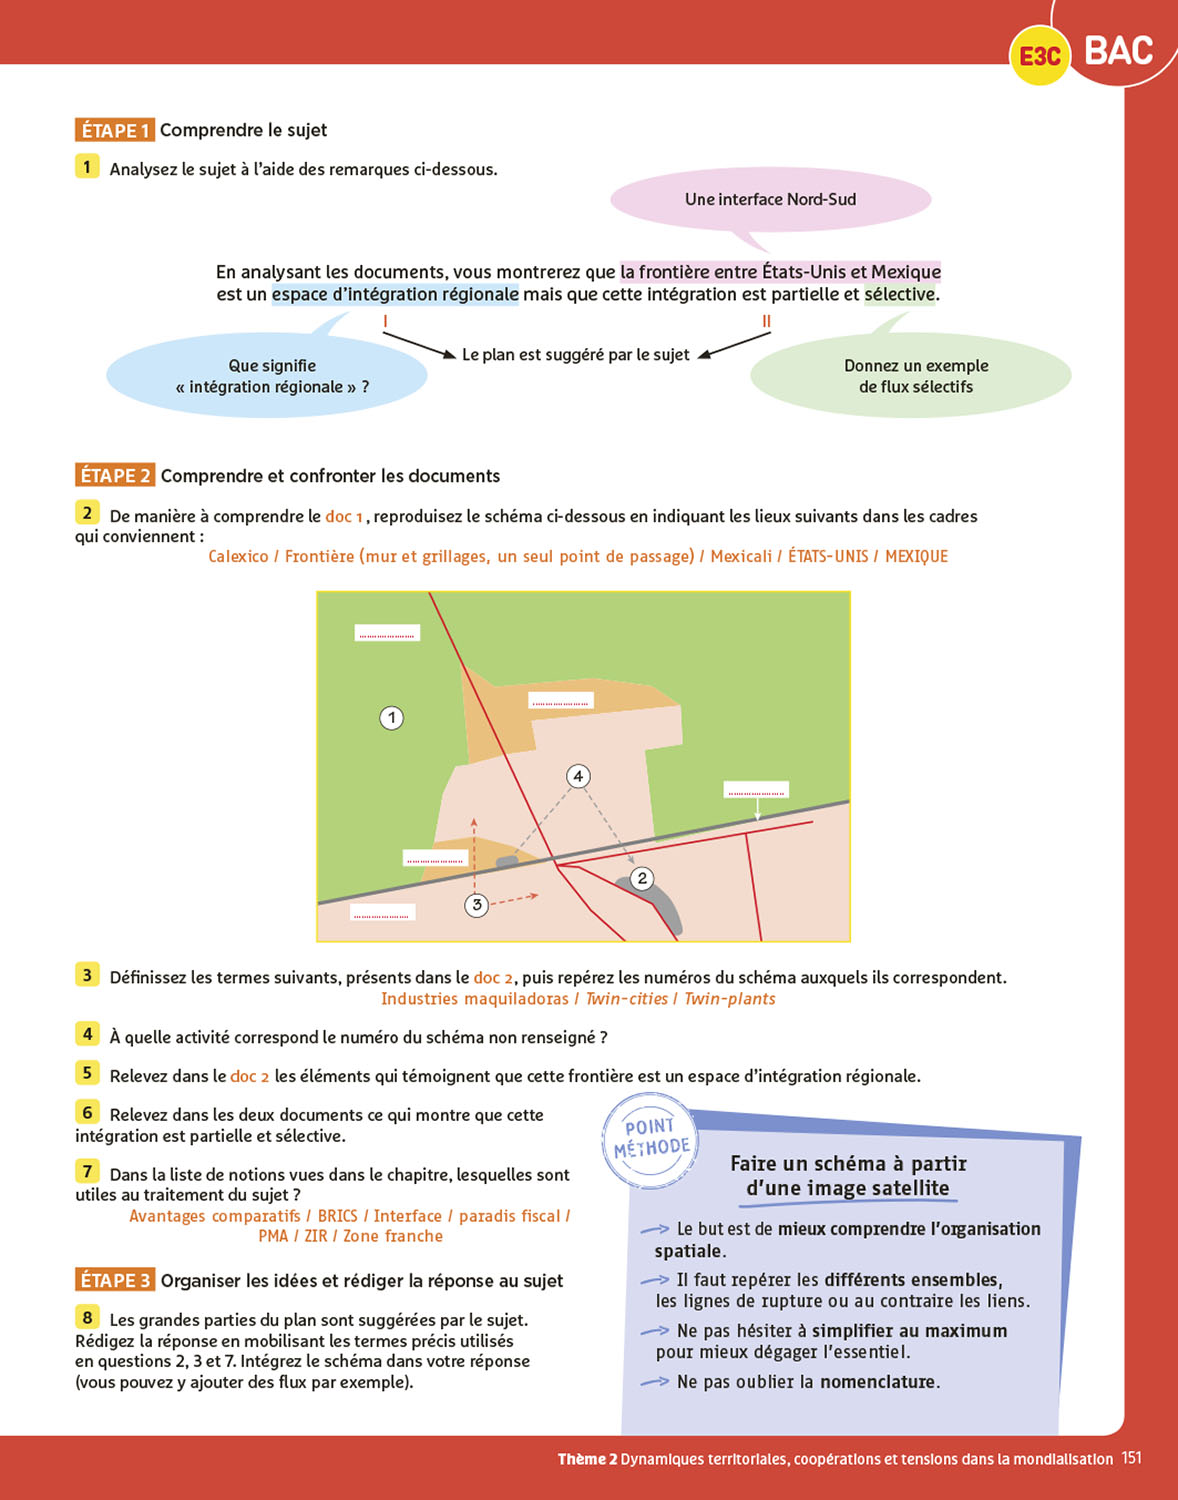 E3C BAC
ÉTAPE 1 Comprendre le sujet
1 Analysez le sujet à l’aide des remarques ci-dessous.
Une interface Nord-Sud
En analysant les documents, vous montrerez que la frontière entre États-Unis et Mexique
est un espace d’intégration régionale mais que cette intégration est partielle et sélective.
I
II
Le plan est suggéré par le sujet
Que signifie
« intégration régionale » ?
Donnez un exemple
de flux sélectifs
ÉTAPE 2 Comprendre et confronter les documents
2 De manière à comprendre le doc 1, reproduisez le schéma ci-dessous en indiquant les lieux suivants dans les cadres
qui conviennent :
Calexico / Frontière (mur et grillages, un seul point de passage) / Mexicali / ÉTATS-UNIS / MEXIQUE
1
4
2
3
3 Définissez les termes suivants, présents dans le doc 2, puis repérez les numéros du schéma auxquels ils correspondent.
Industries maquiladoras / Twin-cities / Twin-plants
4 À quelle activité correspond le numéro du schéma non renseigné ?
5 Relevez dans le doc 2 les éléments qui témoignent que cette frontière est un espace d’intégration régionale.
6 Relevez dans les deux documents ce qui montre que cette
intégration est partielle et sélective.
7 Dans la liste de notions vues dans le chapitre, lesquelles sont
utiles au traitement du sujet ?
Avantages comparatifs / BRICS / Interface / paradis fiscal /
PMA / ZIR / Zone franche
ÉTAPE 3 Organiser les idées et rédiger la réponse au sujet
8 Les grandes parties du plan sont suggérées par le sujet.
Rédigez la réponse en mobilisant les termes précis utilisés
en questions 2, 3 et 7. Intégrez le schéma dans votre réponse
(vous pouvez y ajouter des flux par exemple).
POINT
MÉTHODE
Faire un schéma à partir
d’une image satellite
Le but est de mieux comprendre l’organisation
spatiale.
Il faut repérer les différents ensembles,
les lignes de rupture ou au contraire les liens.
Ne pas hésiter à simplifier au maximum
pour mieux dégager l’essentiel.
Ne pas oublier la nomenclature.
Thème 2 Dynamiques territoriales, coopérations et tensions dans la mondialisation 151